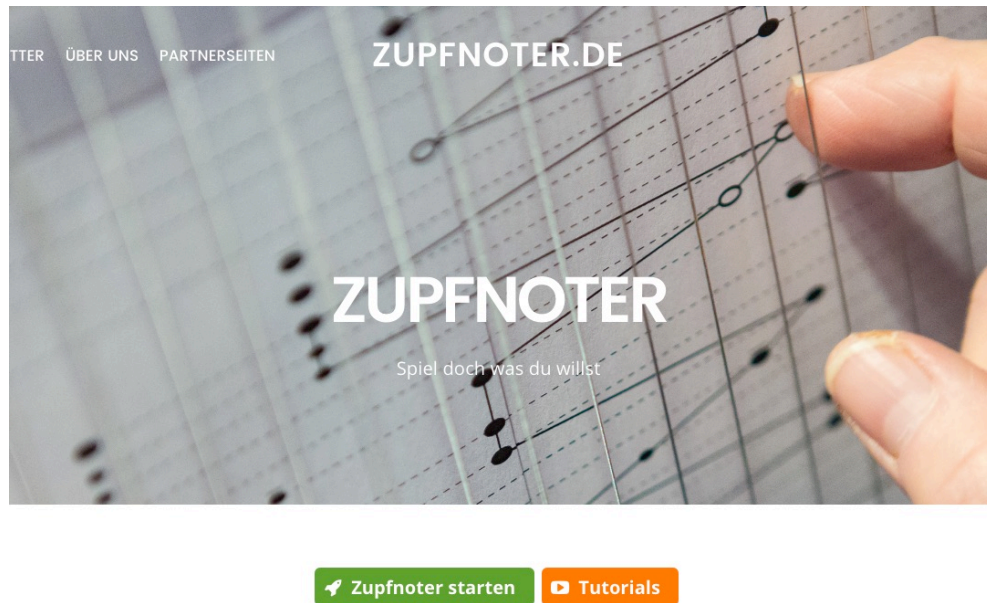 TTER ÜBER UNS PARTNERSEITEN ZUPFNOTER.DE
ZUPFNOTER
Spiel doch was du willst
Zupfnoter starten Tutorials